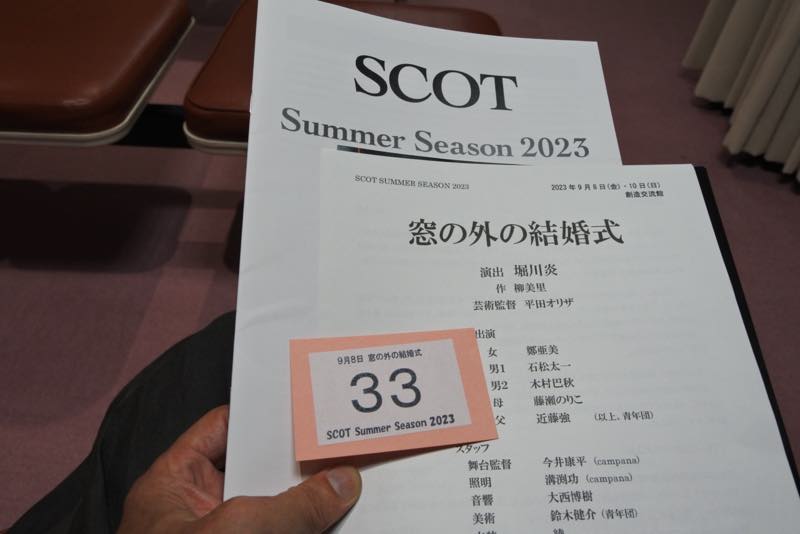 SCOT
Summer Season 2023
SCOT SUMMER SEASON 2023
2023年9月8日(金)・10日(日)
創造交流館
窓の外の結婚式
演出 堀川炎
作 柳美里
芸術監督 平田オリザ
出演
女 鄭亜美
男1 石松太一
男2 木村巴秋
母 藤瀬のりこ
父 近藤強 (以上、青年団)
スタッフ
舞台監督 今井康平 (campana)
照明 溝渕功 (campana)
音響 大西博樹
美術 鈴木健介 (青年団)
9月8日 窓の外の結婚式
33
SCOT Summer Season 2023